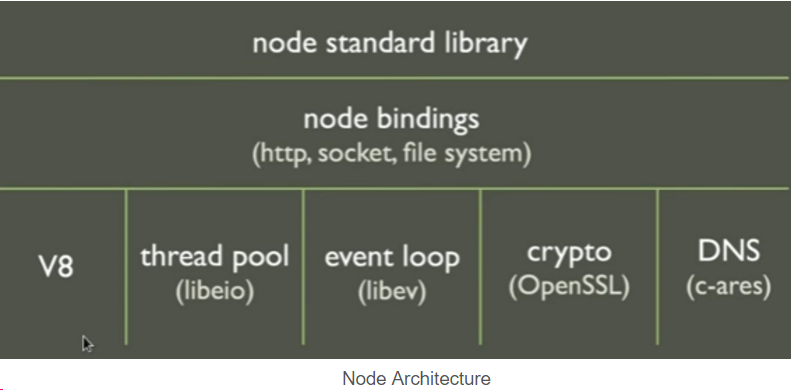 node standard library
node bindings
(http, socket, file system)
V8
thread pool
(libeio)
event loop
(libev)
crypto
(OpenSSL)
DNS
(c-ares)
Node Architecture